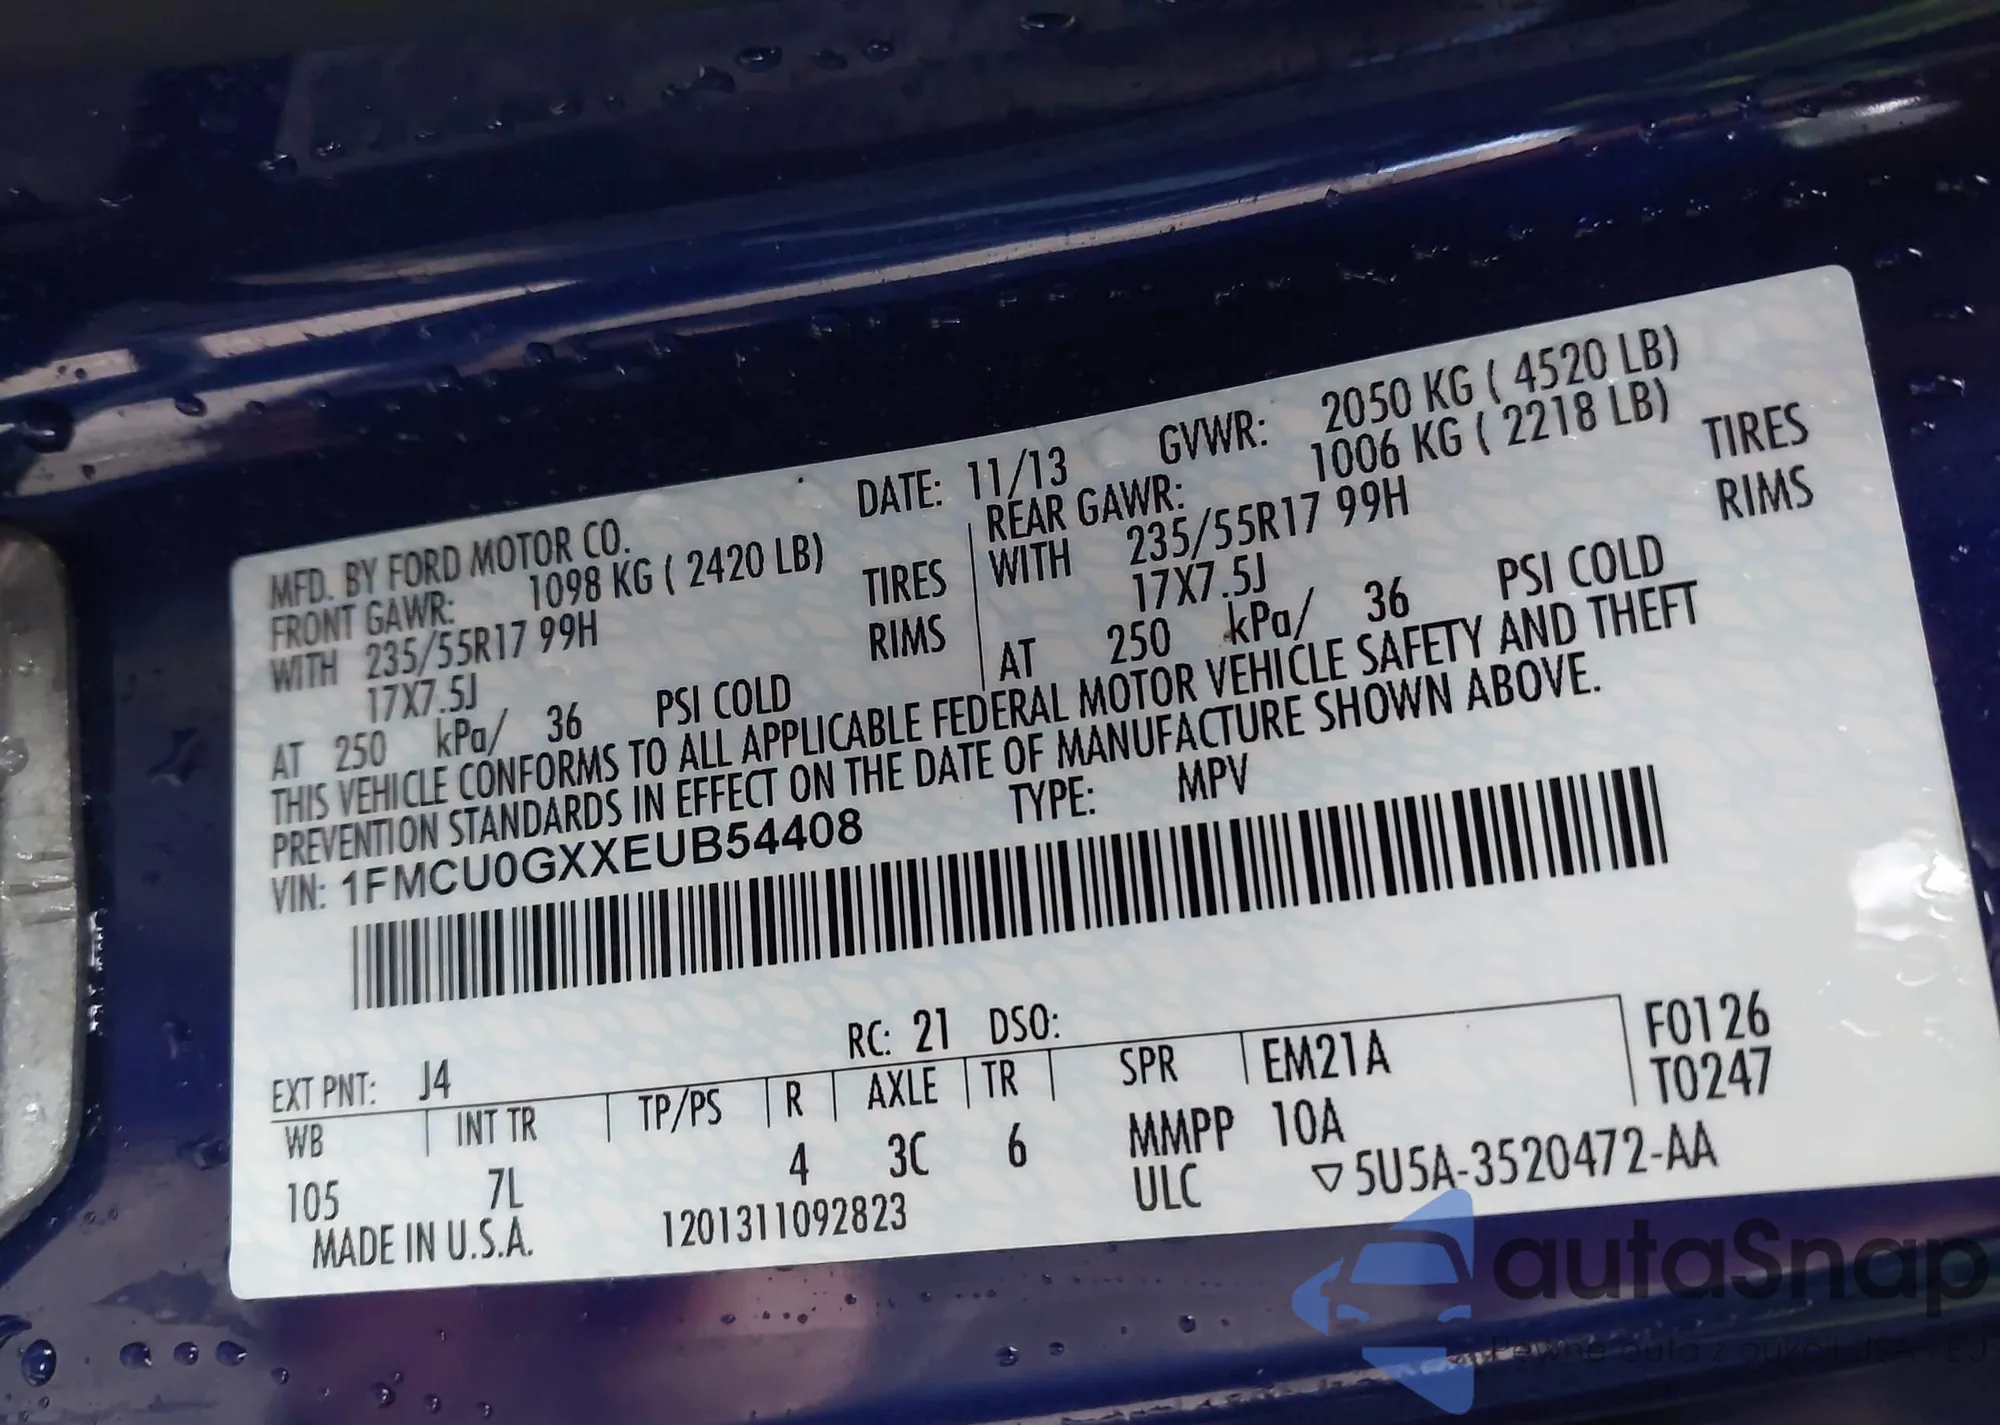 MFD. BY FORD MOTOR CO. DATE: 11/13 GVWR: 2050 KG ( 4520 LB)
FRONT GAWR: 1098 KG ( 2420 LB) REAR GAWR: 1006 KG ( 2218 LB)
WITH 235/55R17 99H TIRES WITH 235/55R17 99H TIRES
17X7.5J RIMS 17X7.5J RIMS
AT 250 kPa/ 36 PSI COLD AT 250 kPa/ 36 PSI COLD
THIS VEHICLE CONFORMS TO ALL APPLICABLE FEDERAL MOTOR VEHICLE SAFETY AND THEFT
PREVENTION STANDARDS IN EFFECT ON THE DATE OF MANUFACTURE SHOWN ABOVE.
VIN: 1FMCU0GXXEUB54408 TYPE: MPV
EXT PNT: J4 RC: 21 DSO: F0126
WB INT TR TP/PS R AXLE TR SPR EM21A T0247
105 7L 4 3C 6 MMPP 10A
MADE IN U.S.A. 1201311092823 ULC ▽5U5A-3520472-AA
autaSnap
Pewne auta z aukcji USA i EJ